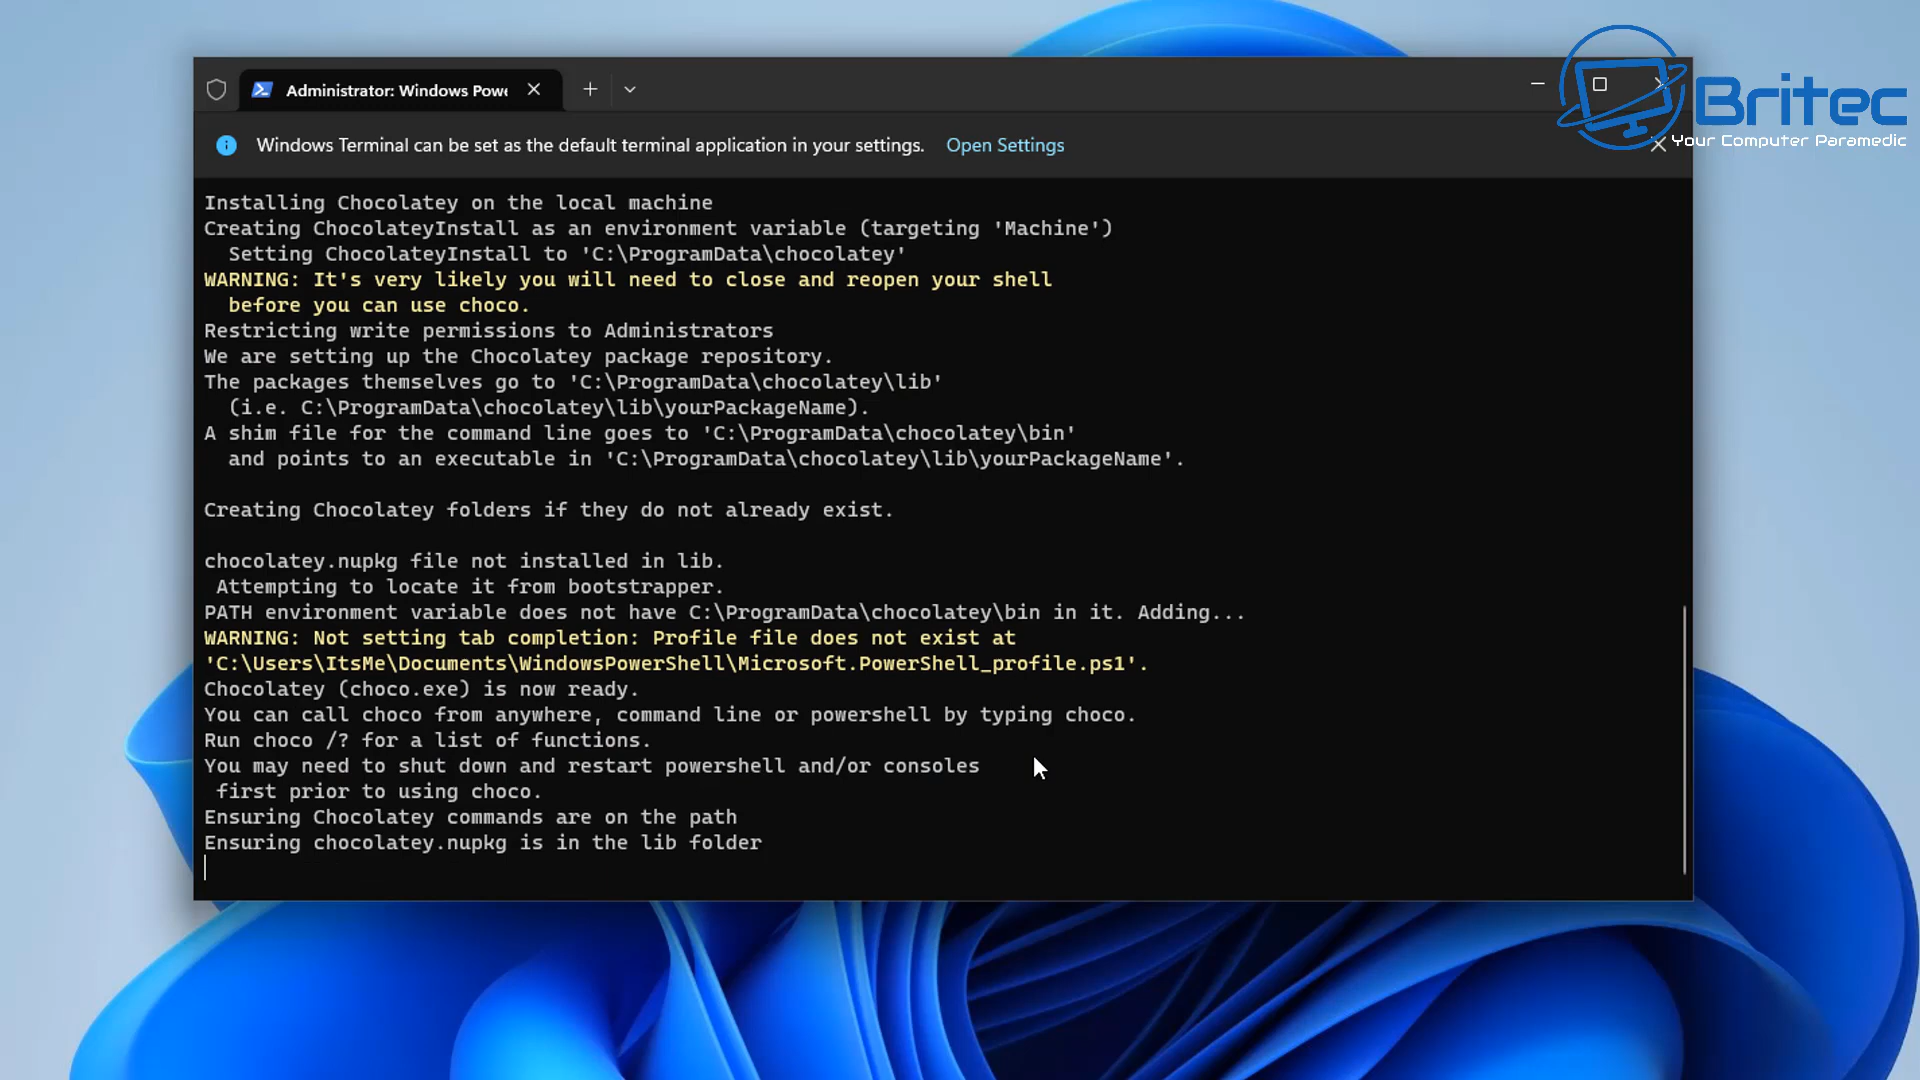 Britec
Your Computer Paramedic
Administrator: Windows Powe
Windows Terminal can be set as the default terminal application in your settings. Open Settings
Installing Chocolatey on the local machine
Creating ChocolateyInstall as an environment variable (targeting 'Machine')
Setting ChocolateyInstall to 'C:\ProgramData\chocolatey'
WARNING: It's very likely you will need to close and reopen your shell
before you can use choco.
Restricting write permissions to Administrators
We are setting up the Chocolatey package repository.
The packages themselves go to 'C:\ProgramData\chocolatey\lib'
(i.e. C:\ProgramData\chocolatey\lib\yourPackageName).
A shim file for the command line goes to 'C:\ProgramData\chocolatey\bin'
and points to an executable in 'C:\ProgramData\chocolatey\lib\yourPackageName'.
Creating Chocolatey folders if they do not already exist.
chocolatey.nupkg file not installed in lib.
Attempting to locate it from bootstrapper.
PATH environment variable does not have C:\ProgramData\chocolatey\bin in it. Adding...
WARNING: Not setting tab completion: Profile file does not exist at
'C:\Users\ItsMe\Documents\WindowsPowerShell\Microsoft.PowerShell_profile.ps1'.
Chocolatey (choco.exe) is now ready.
You can call choco from anywhere, command line or powershell by typing choco.
Run choco /? for a list of functions.
You may need to shut down and restart powershell and/or consoles
first prior to using choco.
Ensuring Chocolatey commands are on the path
Ensuring chocolatey.nupkg is in the lib folder